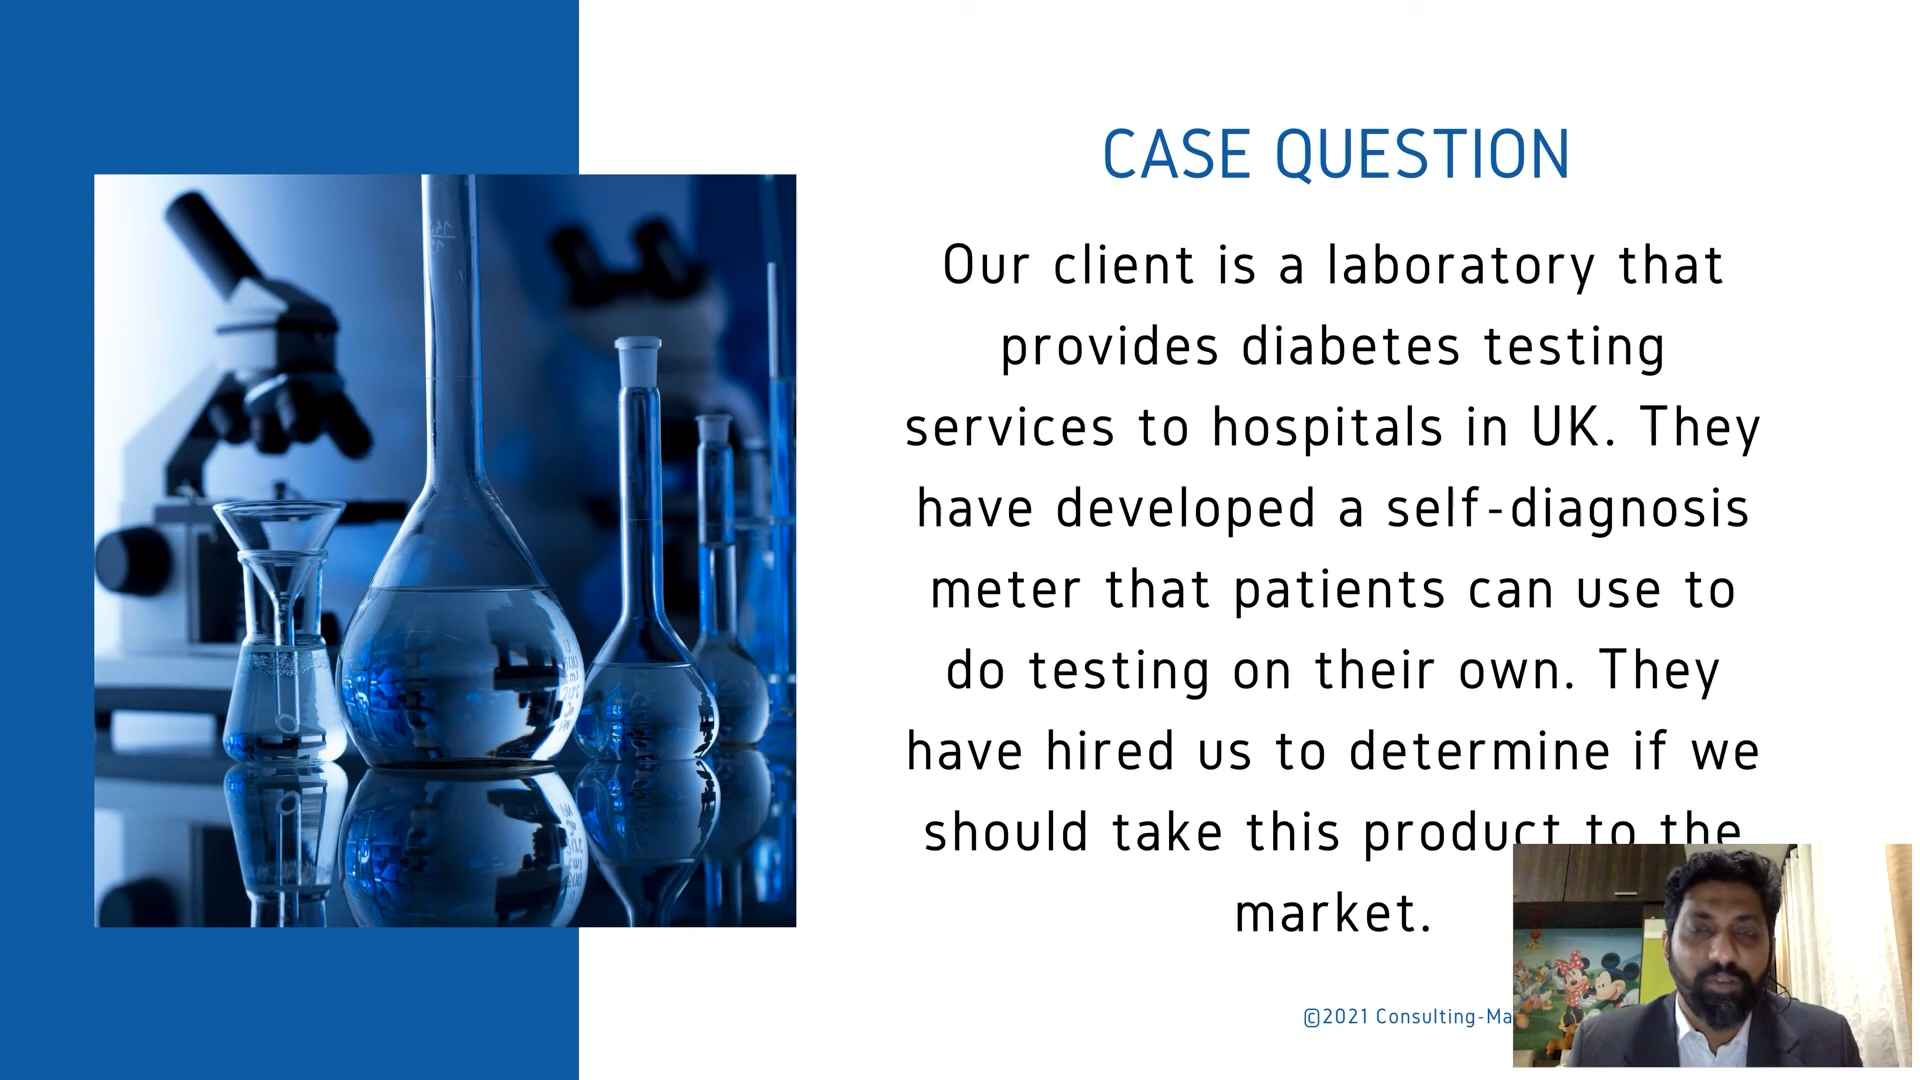 CASE QUESTION
Our client is a laboratory that
provides diabetes testing
services to hospitals in UK. They
have developed a self-diagnosis
meter that patients can use to
do testing on their own. They
have hired us to determine if we
should take this product to the
market.
©2021 Consulting-Ma